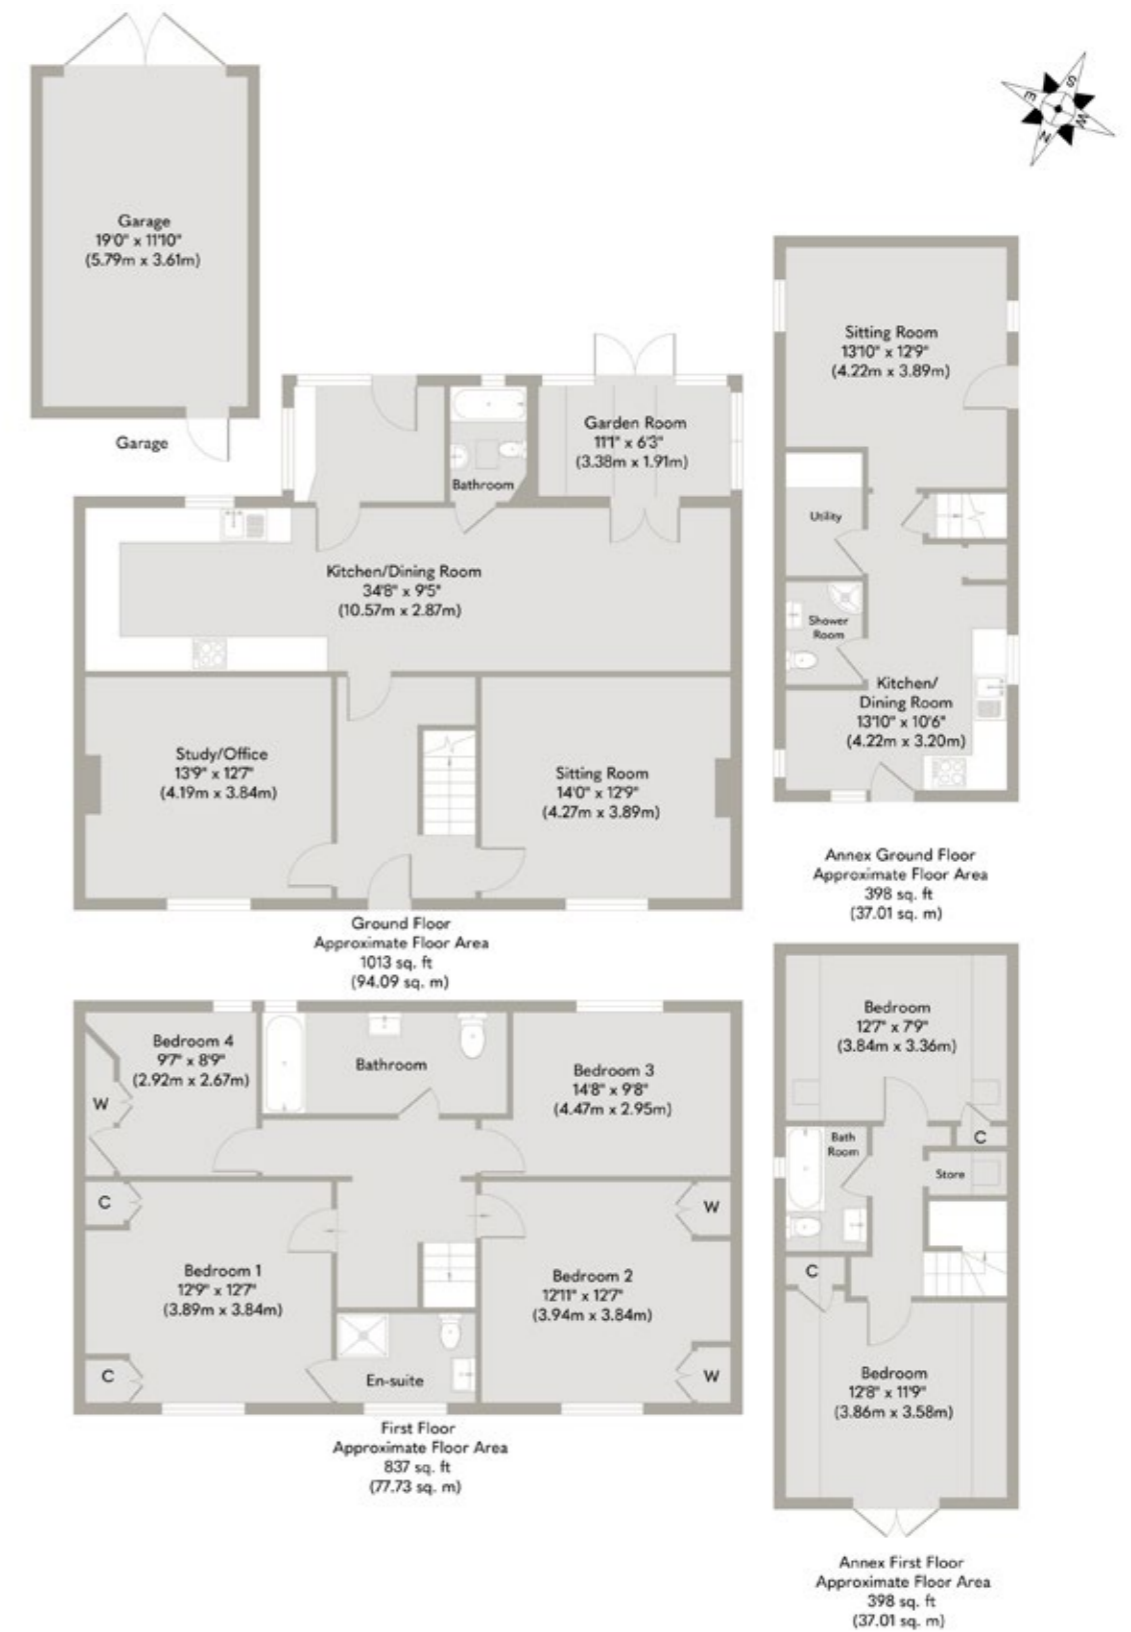 S
E
W
N
Garage
19'0" x 11'10"
(5.79m x 3.61m)
Garage
Sitting Room
13'10" x 12'9"
(4.22m x 3.89m)
Garden Room
11'1" x 6'3"
(3.38m x 1.91m)
Bathroom
Utility
Kitchen/Dining Room
34'8" x 9'5"
(10.57m x 2.87m)
Shower
Room
Kitchen/
Dining Room
13'10" x 10'6"
(4.22m x 3.20m)
Study/Office
13'9" x 12'7"
(4.19m x 3.84m)
Sitting Room
14'0" x 12'9"
(4.27m x 3.89m)
Annex Ground Floor
Approximate Floor Area
398 sq. ft
(37.01 sq. m)
Ground Floor
Approximate Floor Area
1013 sq. ft
(94.09 sq. m)
Bedroom 4
9'7" x 8'9"
(2.92m x 2.67m)
W
Bathroom
Bedroom 3
14'8" x 9'8"
(4.47m x 2.95m)
C
Bedroom 1
12'9" x 12'7"
(3.89m x 3.84m)
C
W
Bedroom 2
12'11" x 12'7"
(3.94m x 3.84m)
W
En-suite
First Floor
Approximate Floor Area
837 sq. ft
(77.73 sq. m)
Bedroom
12'7" x 7'9"
(3.84m x 3.36m)
Bath
Room
C
Store
C
Bedroom
12'8" x 11'9"
(3.86m x 3.58m)
Annex First Floor
Approximate Floor Area
398 sq. ft
(37.01 sq. m)